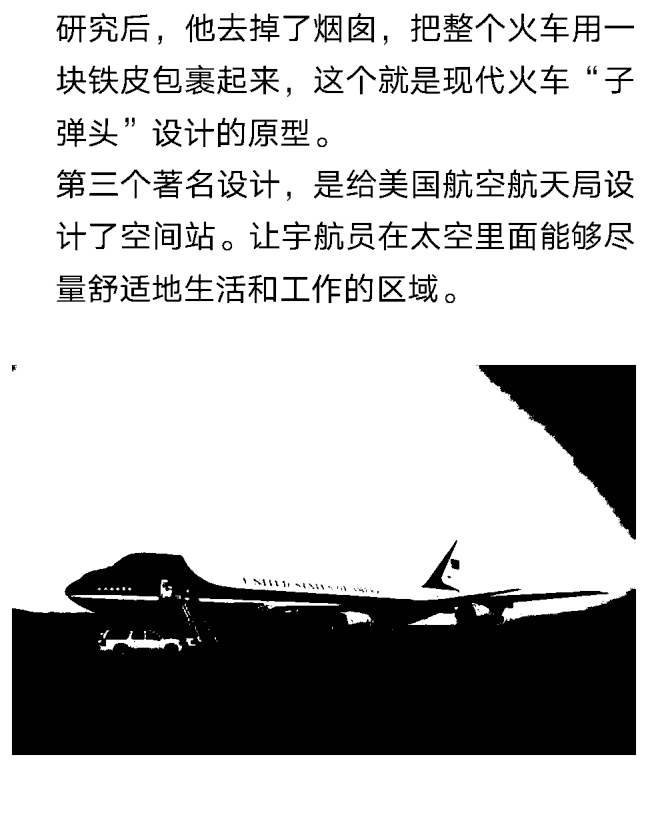 研究后，他去掉了烟囱，把整个火车用一
块铁皮包裹起来，这个就是现代火车“子
弹头”设计的原型。
第三个著名设计，是给美国航空航天局设
计了空间站。让宇航员在太空里面能够尽
量舒适地生活和工作的区域。
UNITED STATES OF